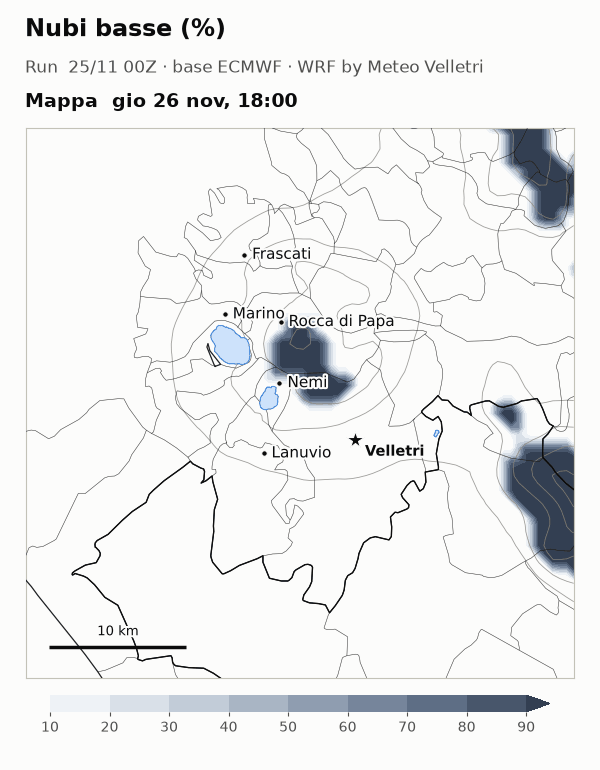 Nubi basse (%)
Run  25/11 00Z · base ECMWF · WRF by Meteo Velletri
Mappa  gio 26 nov, 18:00
Frascati
Marino
Rocca di Papa
Nemi
Velletri
Lanuvio
10 km
10 20 30 40 50 60 70 80 90